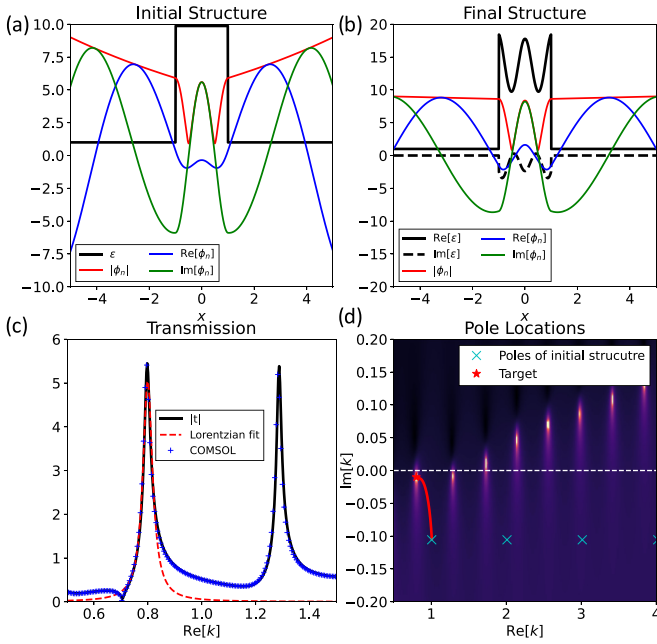 (a) Initial Structure
10.0
7.5
5.0
2.5
0.0
−2.5
−5.0
−7.5
−10.0
ε Re[ϕn]
|ϕn| Im[ϕn]
−4 −2 0 2 4
x
(b) Final Structure
20
15
10
5
0
−5
−10
−15
−20
Re[ε] Re[ϕn]
Im[ε] Im[ϕn]
|ϕn|
−4 −2 0 2 4
x
(c) Transmission
6
5
4
3
2
1
0
|t|
Lorentzian fit
COMSOL
0.6 0.8 1.0 1.2 1.4
Re[k]
(d) Pole Locations
0.20
0.15
0.10
0.05
0.00
−0.05
−0.10
−0.15
−0.20
Im[k]
Poles of initial strucutre
Target
1 2 3 4
Re[k]